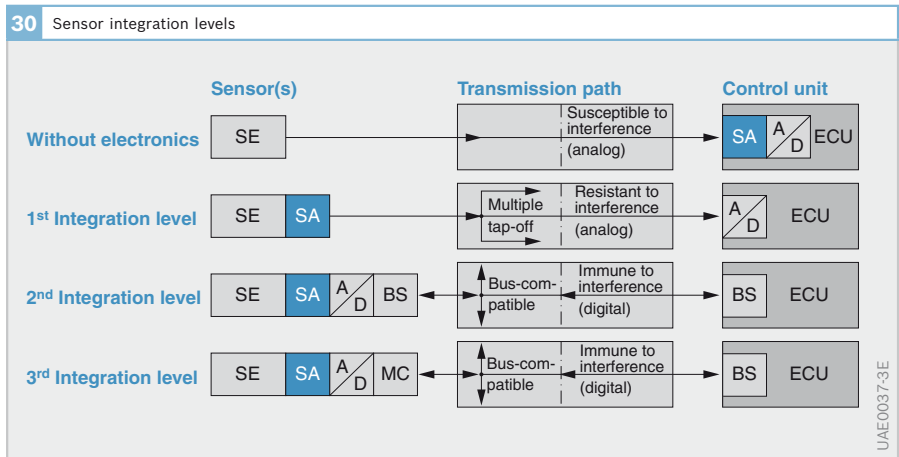 30 Sensor integration levels
Sensor(s) Transmission path Control unit
Without electronics
SE
Susceptible to
interference
(analog)
SA A/D ECU
1st Integration level
SE SA
Multiple
tap-off
Resistant to
interference
(analog)
A/D ECU
2nd Integration level
SE SA A/D BS
Bus-com-
patible
Immune to
interference
(digital)
BS ECU
3rd Integration level
SE SA A/D MC
Bus-com-
patible
Immune to
interference
(digital)
BS ECU
UAE0037-3E